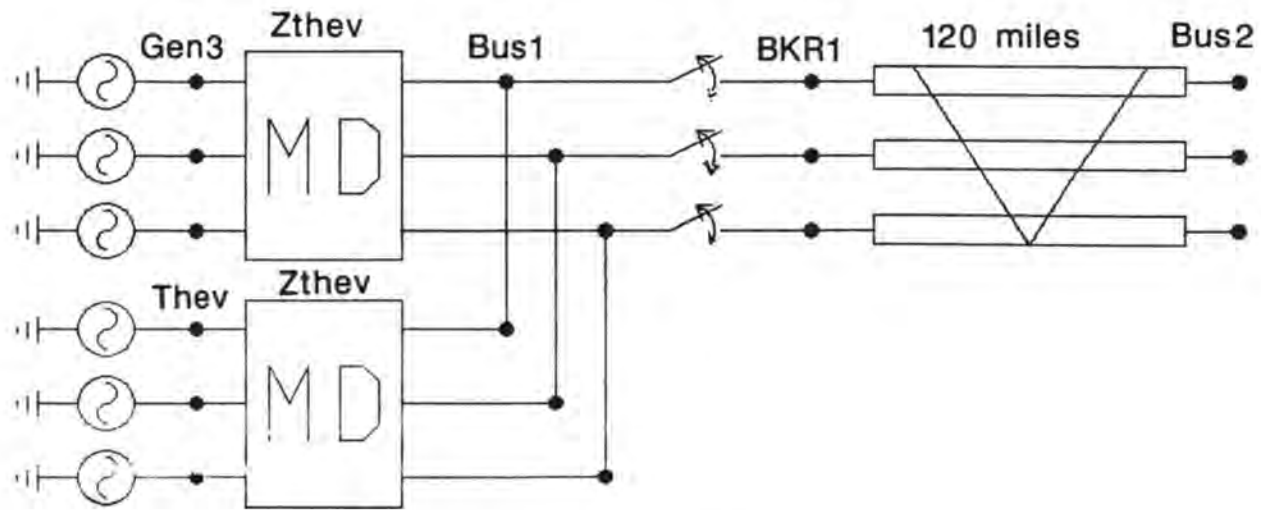 Zthev
Gen3
Bus1
BKR1
120 miles
Bus2
MD
Thev
Zthev
MD